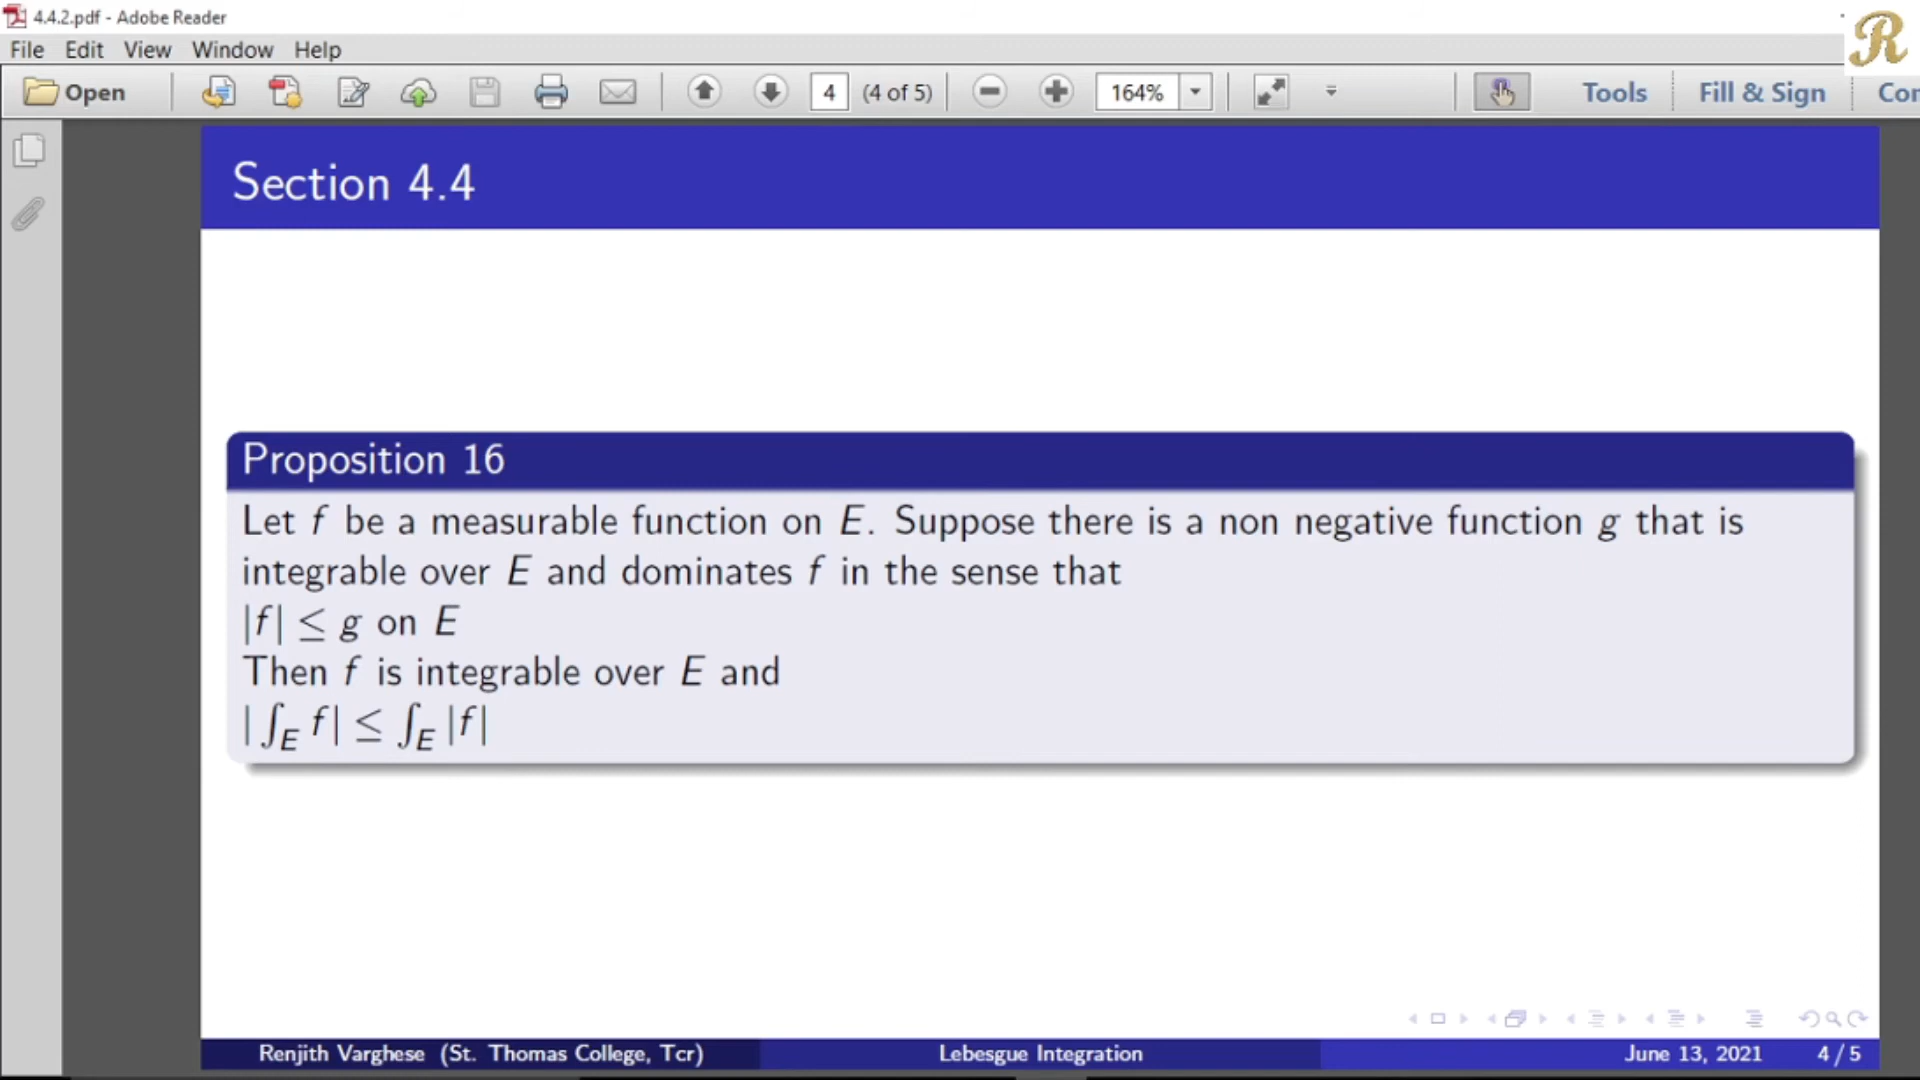 4.4.2.pdf - Adobe Reader
R
File Edit View Window Help
Open 4 (4 of 5) 164% Tools Fill & Sign Cor
Section 4.4
Proposition 16
Let f be a measurable function on E. Suppose there is a non negative function g that is
integrable over E and dominates f in the sense that
|f| ≤ g on E
Then f is integrable over E and
|∫_E f| ≤ ∫_E |f|
Renjith Varghese (St. Thomas College, Tcr) Lebesgue Integration June 13, 2021 4 / 5